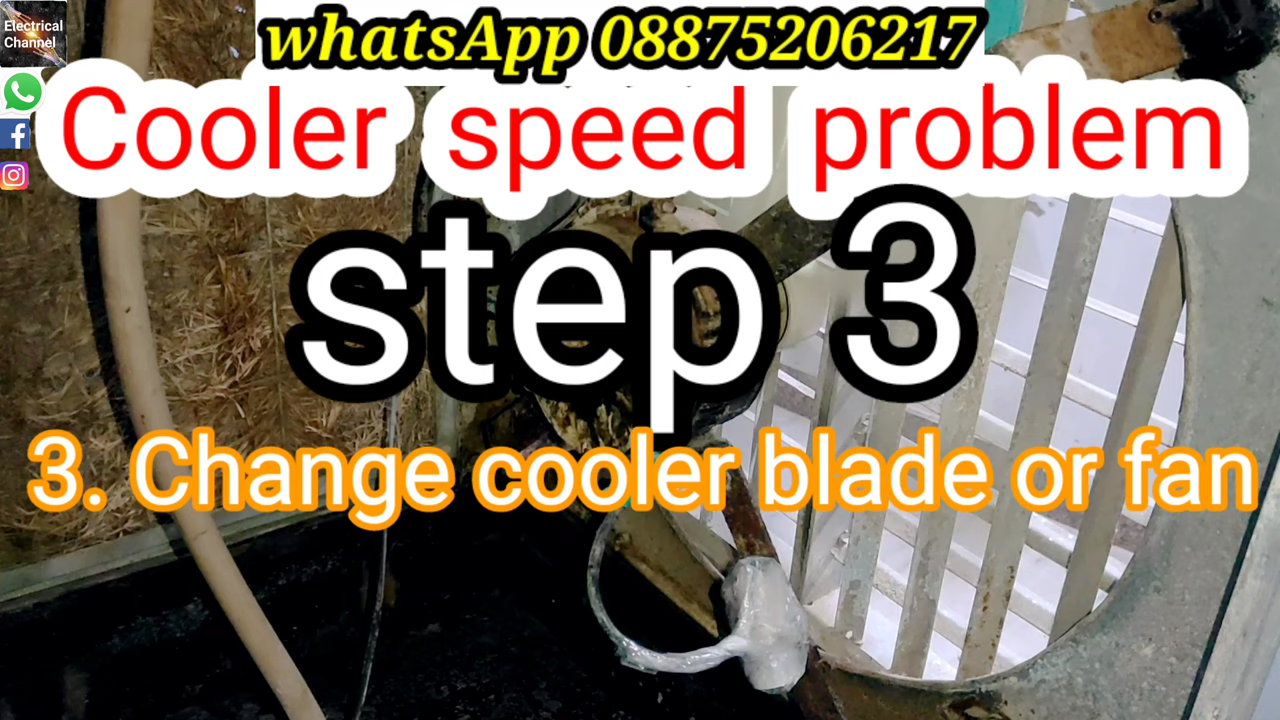 Electrical
Channel
whatsApp 08875206217
Cooler speed problem
step 3
3. Change cooler blade or fan